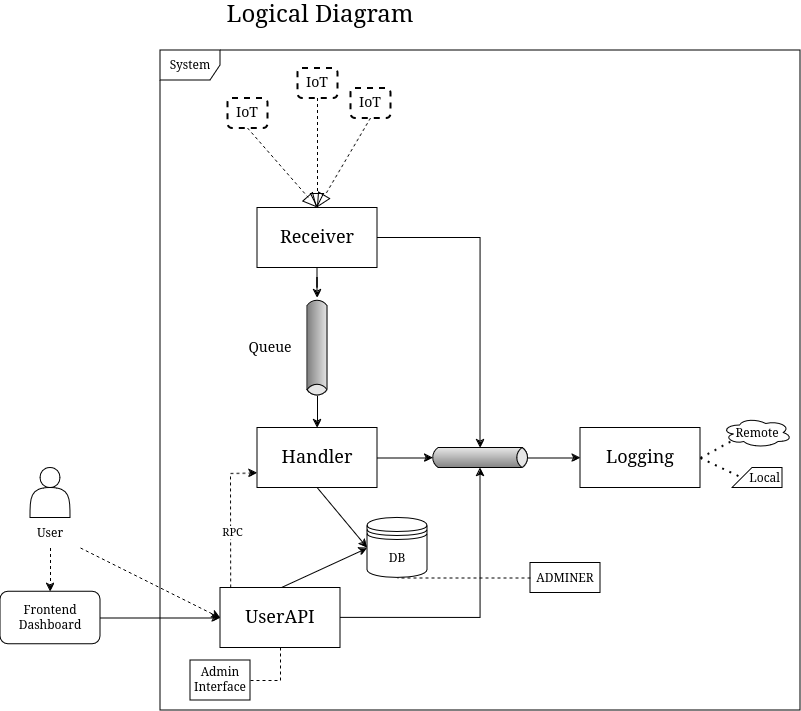 Logical Diagram
System
IoT
IoT
IoT
Receiver
Queue
Handler
Logging
Remote
Local
User
RPC
DB
ADMINER
Frontend
Dashboard
UserAPI
Admin
Interface